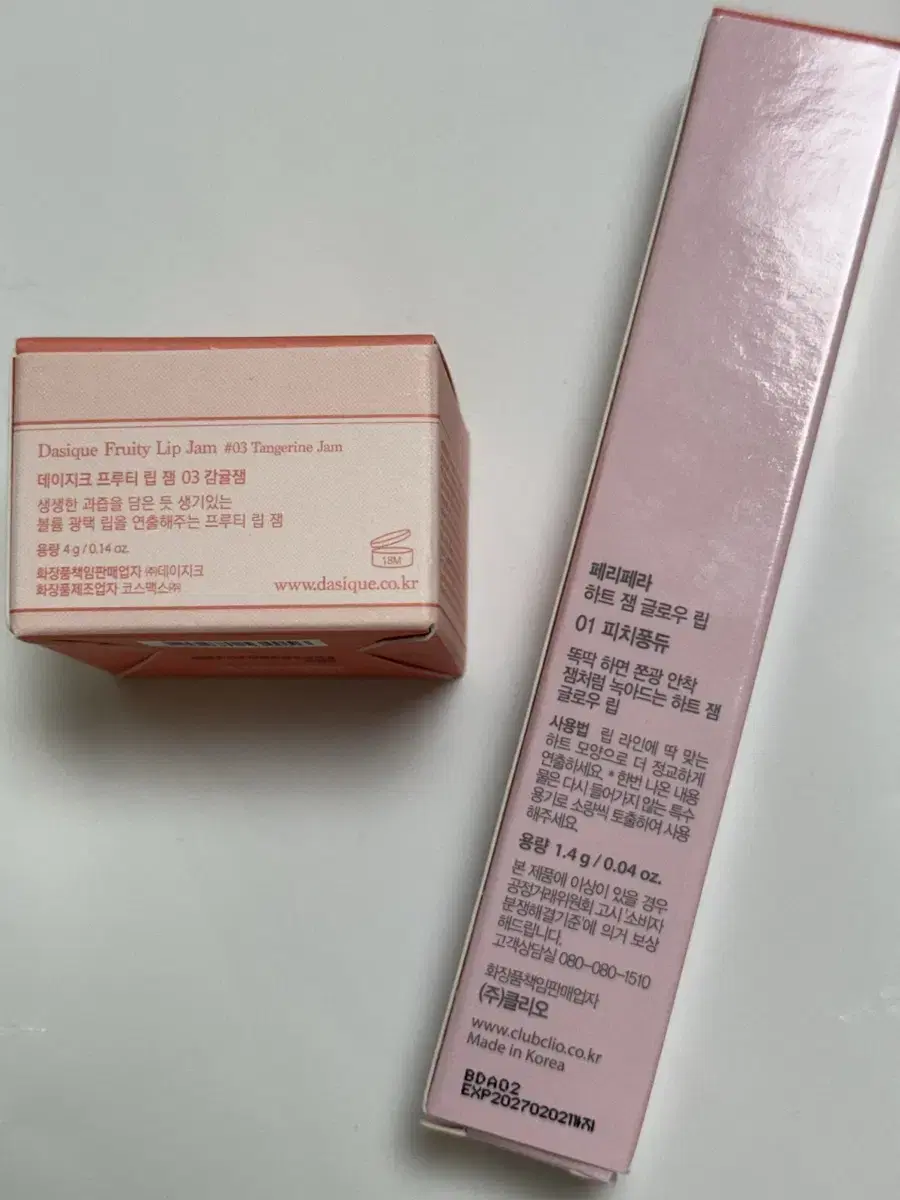 Dasique Fruity Lip Jam #03 Tangerine Jam
데이지크 프루티 립 잼 03 감귤잼
생생한 과즙을 담은 듯 생기있는
볼륨 광택 립을 연출해주는 프루티 립 잼
용량 4 g / 0.14 oz.
화장품책임판매업자 ㈜데이지크
화장품제조업자 코스맥스㈜
18M
www.dasique.co.kr
페리페라
하트 잼 글로우 립
01 피치퐁듀
똑딱 하면 쫀광 안착
잼처럼 녹아드는 하트 잼
글로우 립
사용법 립 라인에 딱 맞는
하트 모양으로 더 정교하게
연출하세요. * 한번 나온 내용
물은 다시 들어가지 않는 특수
용기로 소량씩 토출하여 사용
해주세요.
용량 1.4 g / 0.04 oz.
본 제품에 이상이 있을 경우
공정거래위원회 고시 '소비자
분쟁해결기준'에 의거 보상
해드립니다.
고객상담실 080-080-1510
화장품책임판매업자
(주)클리오
www.clubclio.co.kr
Made in Korea
BDA02
EXP20270202까지